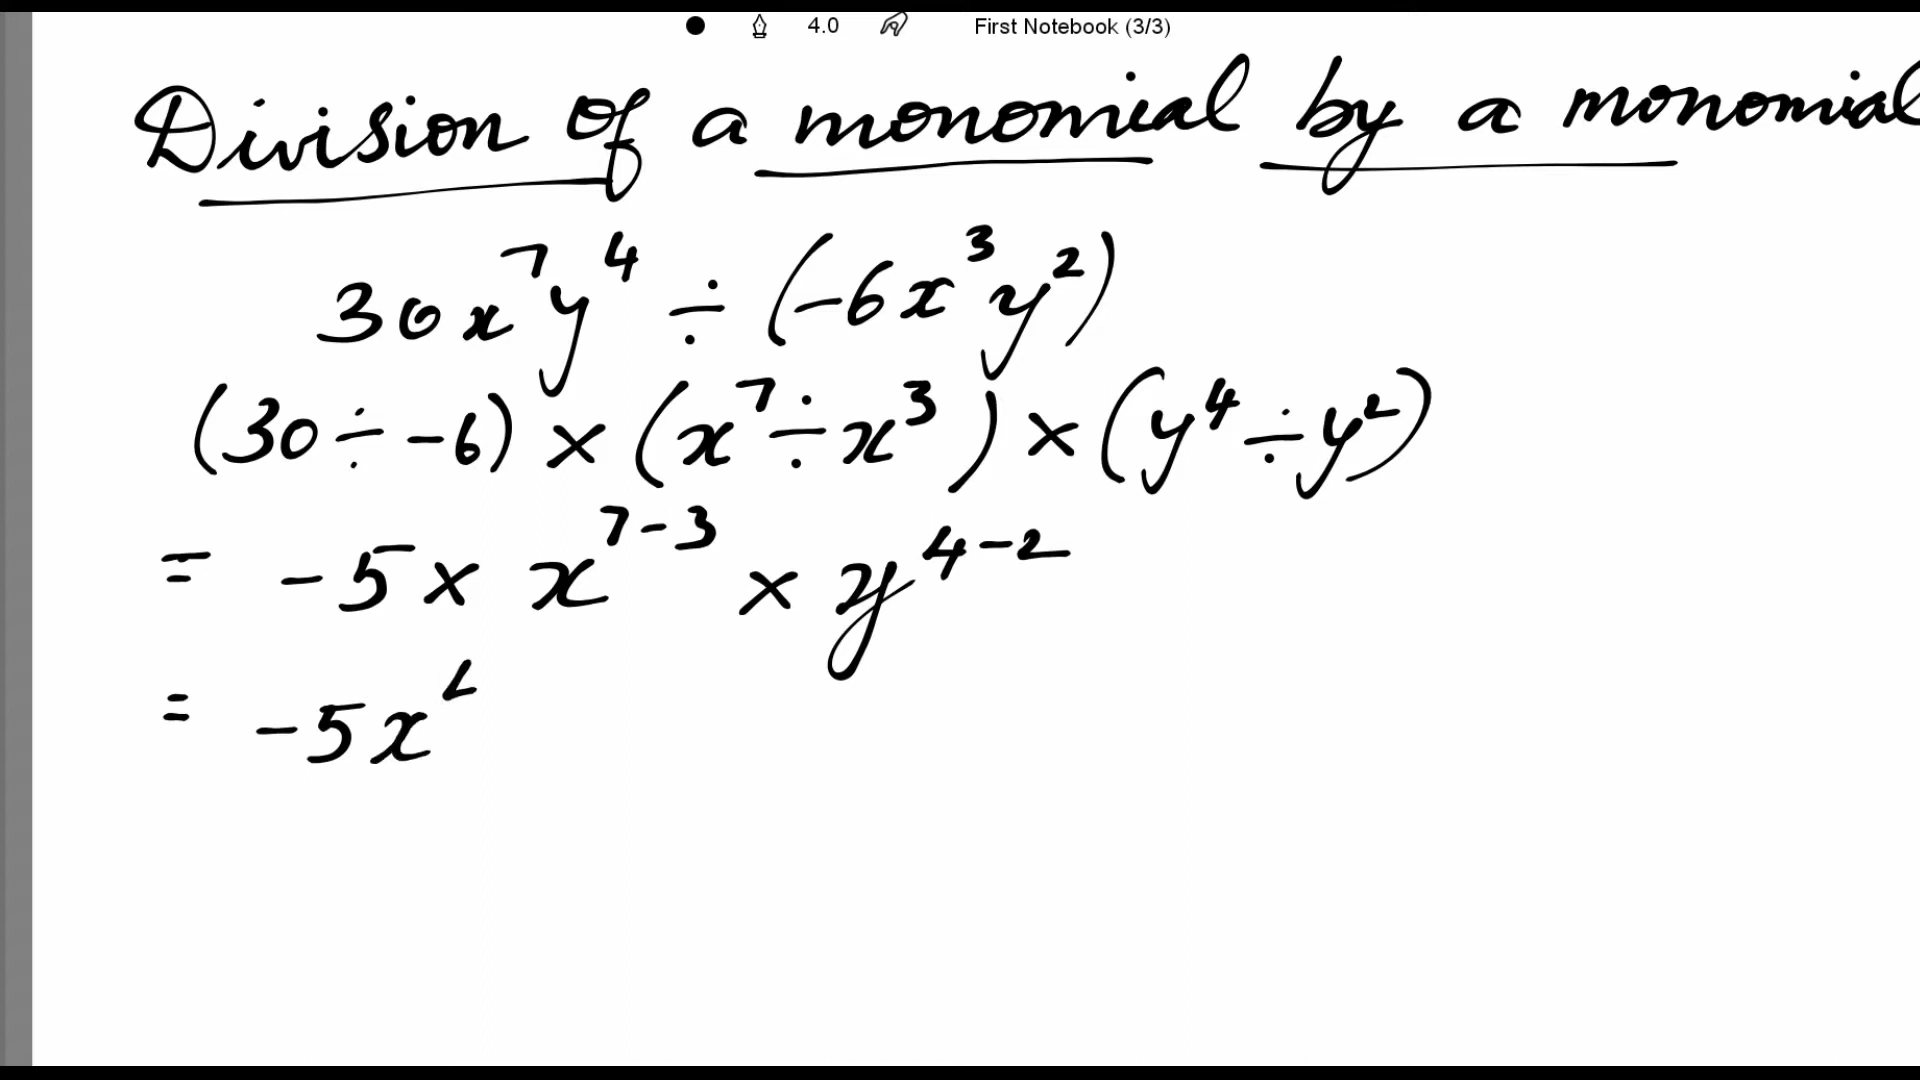 4.0 First Notebook (3/3)
Division of a monomial by a monomial
30x⁷y⁴ ÷ (-6x³y²)
(30 ÷ -6) × (x⁷ ÷ x³) × (y⁴ ÷ y²)
= -5 × x⁷⁻³ × y⁴⁻²
= -5x